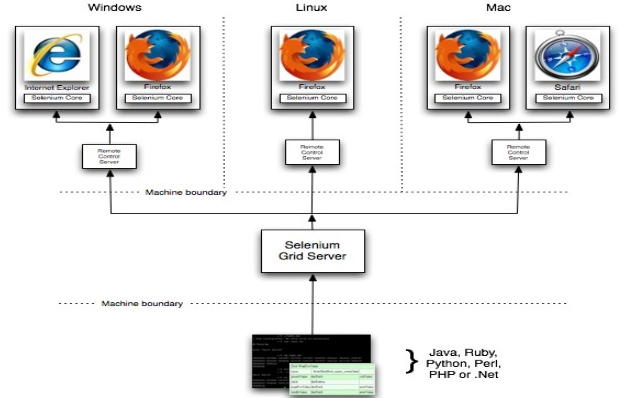 Windows
Linux
Mac
Internet Explorer
Selenium Core
Firefox
Selenium Core
Firefox
Selenium Core
Firefox
Selenium Core
Safari
Selenium Core
Remote
Control
Server
Remote
Control
Server
Remote
Control
Server
Machine boundary
Selenium
Grid Server
Machine boundary
Java, Ruby,
Python, Perl,
PHP or .Net